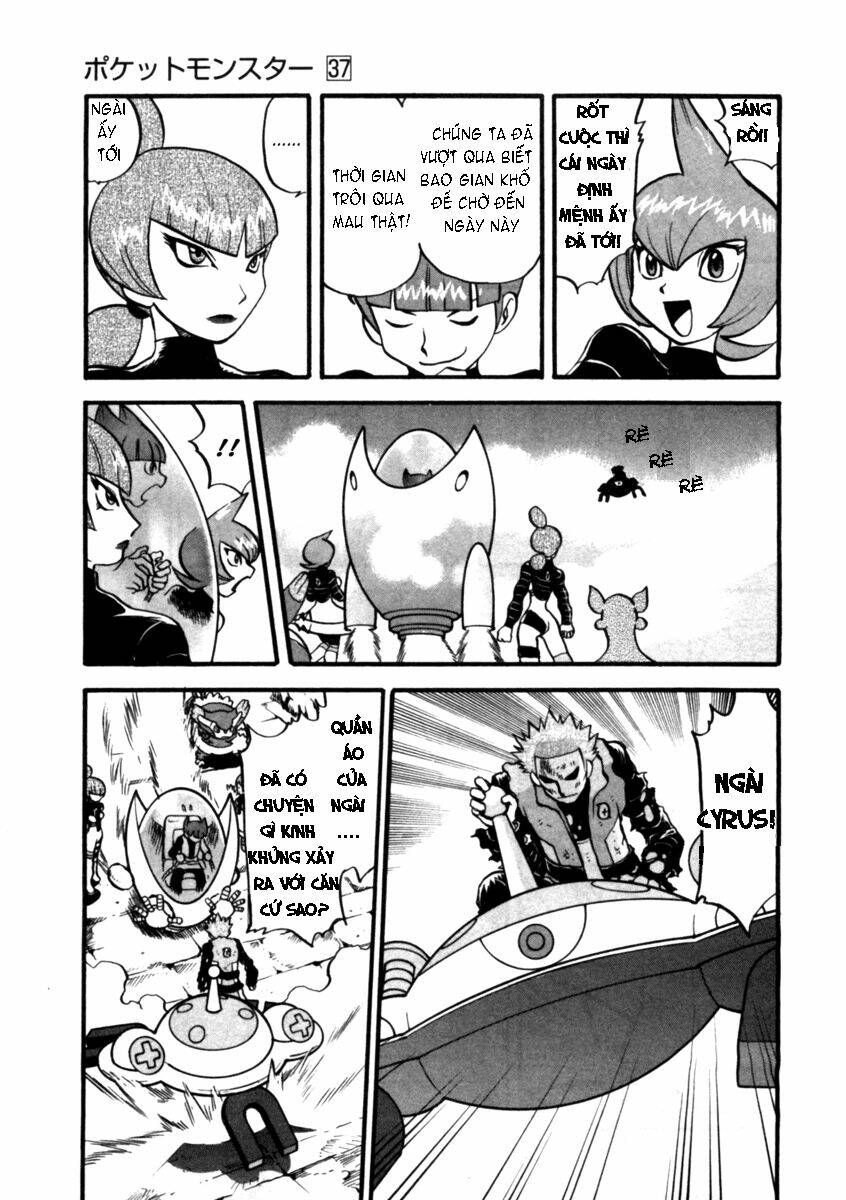 ポケットモンスター 37
SÁNG
RỒI!
RỐT
CUỘC THÌ
CÁI NGÀY
ĐỊNH
MỆNH ẤY
ĐÃ TỚI!
CHÚNG TA ĐÃ
VƯỢT QUA BIẾT
BAO GIAN KHỔ
ĐỂ CHỜ ĐẾN
NGÀY NÀY
THỜI GIAN
TRÔI QUA
MAU THẬT!
......
NGÀI
ẤY
TỚI
RÈ
RÈ
RÈ
!!
NGÀI
CYRUS!
QUẦN
ÁO
CỦA
NGÀI
....
ĐÃ CÓ
CHUYỆN
GÌ KINH
KHỦNG XẢY
RA VỚI CĂN
CỨ SAO?